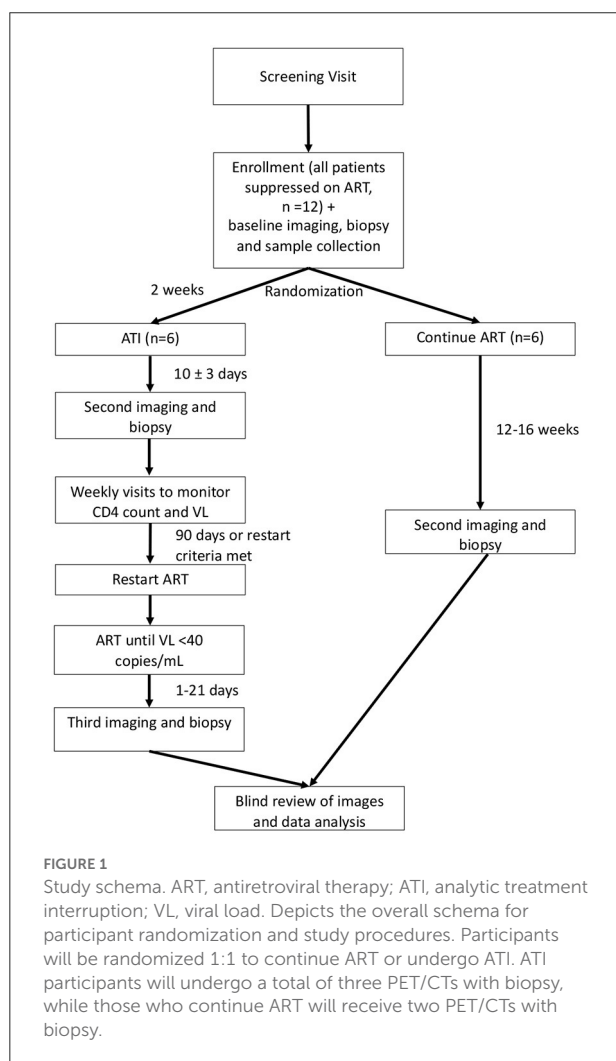 Screening Visit
Enrollment (all patients
suppressed on ART,
n =12) +
baseline imaging, biopsy
and sample collection
2 weeks
Randomization
ATI (n=6)
Continue ART (n=6)
10 ± 3 days
Second imaging and
biopsy
12-16 weeks
Weekly visits to monitor
CD4 count and VL
90 days or restart
criteria met
Second imaging and
biopsy
Restart ART
ART until VL <40
copies/mL
1-21 days
Third imaging and biopsy
Blind review of images
and data analysis
FIGURE 1
Study schema. ART, antiretroviral therapy; ATI, analytic treatment
interruption; VL, viral load. Depicts the overall schema for
participant randomization and study procedures. Participants
will be randomized 1:1 to continue ART or undergo ATI. ATI
participants will undergo a total of three PET/CTs with biopsy,
while those who continue ART will receive two PET/CTs with
biopsy.